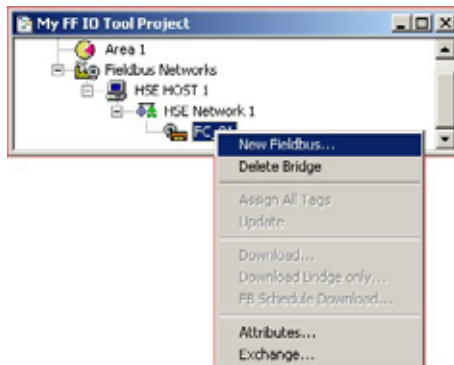 My FF IO Tool Project
Area 1
Fieldbus Networks
HSE HOST 1
HSE Network 1
New Fieldbus...
Delete Bridge
Assign All Tags
Update
Download...
Download Bridge only...
FB Schedule Download...
Attributes...
Exchange...